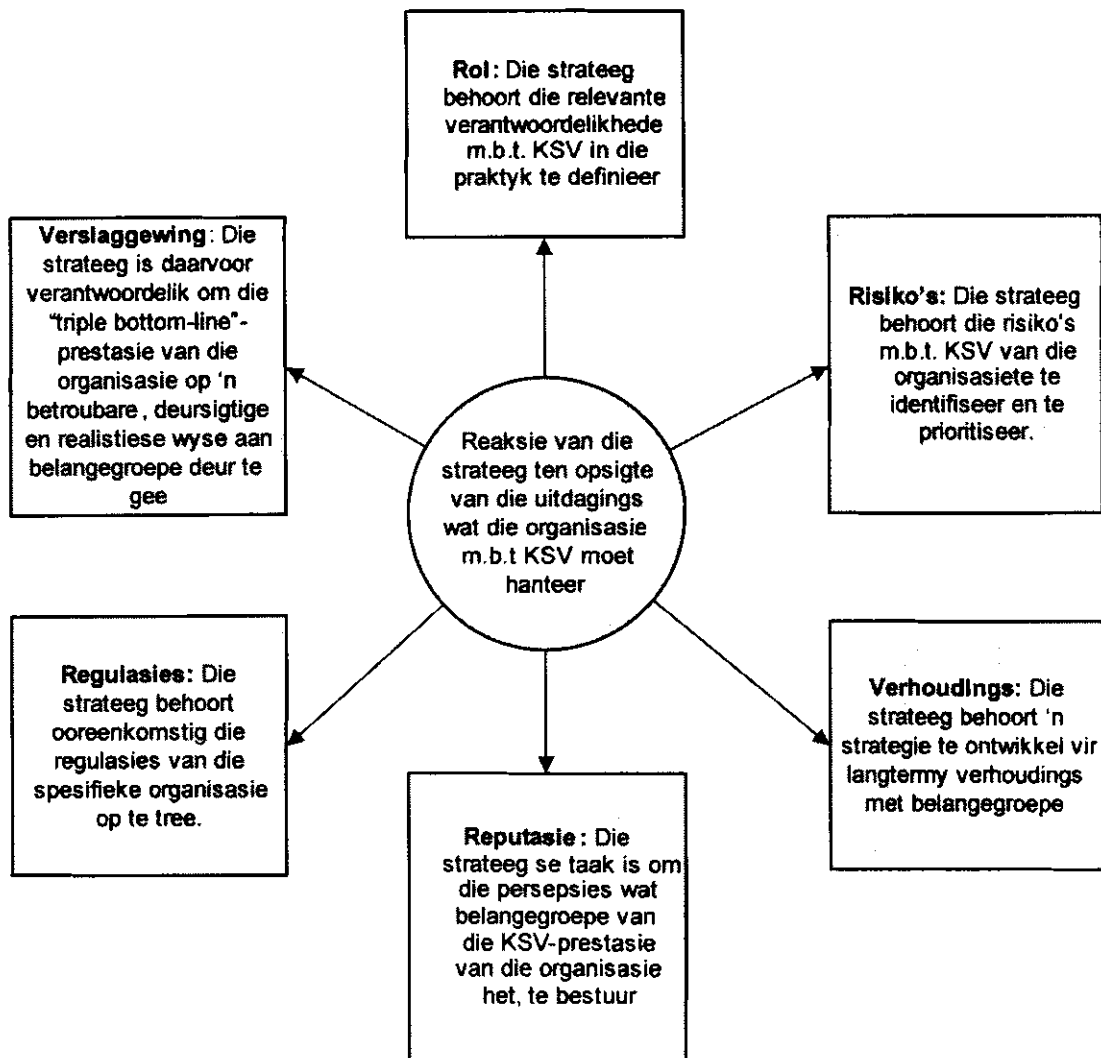 Rol: Die strateeg
behoort die relevante
verantwoordelikhede
m.b.t. KSV in die
praktyk te definieer
Verslaggewing: Die
strateeg is daarvoor
verantwoordelik om die
"triple bottom-line"-
prestasie van die
organisasie op 'n
betroubare, deursigtige
en realistiese wyse aan
belangegroepe deur te
gee
Risiko's: Die strateeg
behoort die risiko's
m.b.t. KSV van die
organisasiete te
identifiseer en te
prioritiseer.
Reaksie van die
strateeg ten opsigte
van die uitdagings
wat die organisasie
m.b.t KSV moet
hanteer
Regulasies: Die
strateeg behoort
ooreenkomstig die
regulasies van die
spesifieke organisasie
op te tree.
Verhoudings: Die
strateeg behoort 'n
strategie te ontwikkel vir
langtermy verhoudings
met belangegroepe
Reputasie: Die
strateeg se taak is om
die persepsies wat
belangegroepe van
die KSV-prestasie
van die organisasie
het, te bestuur